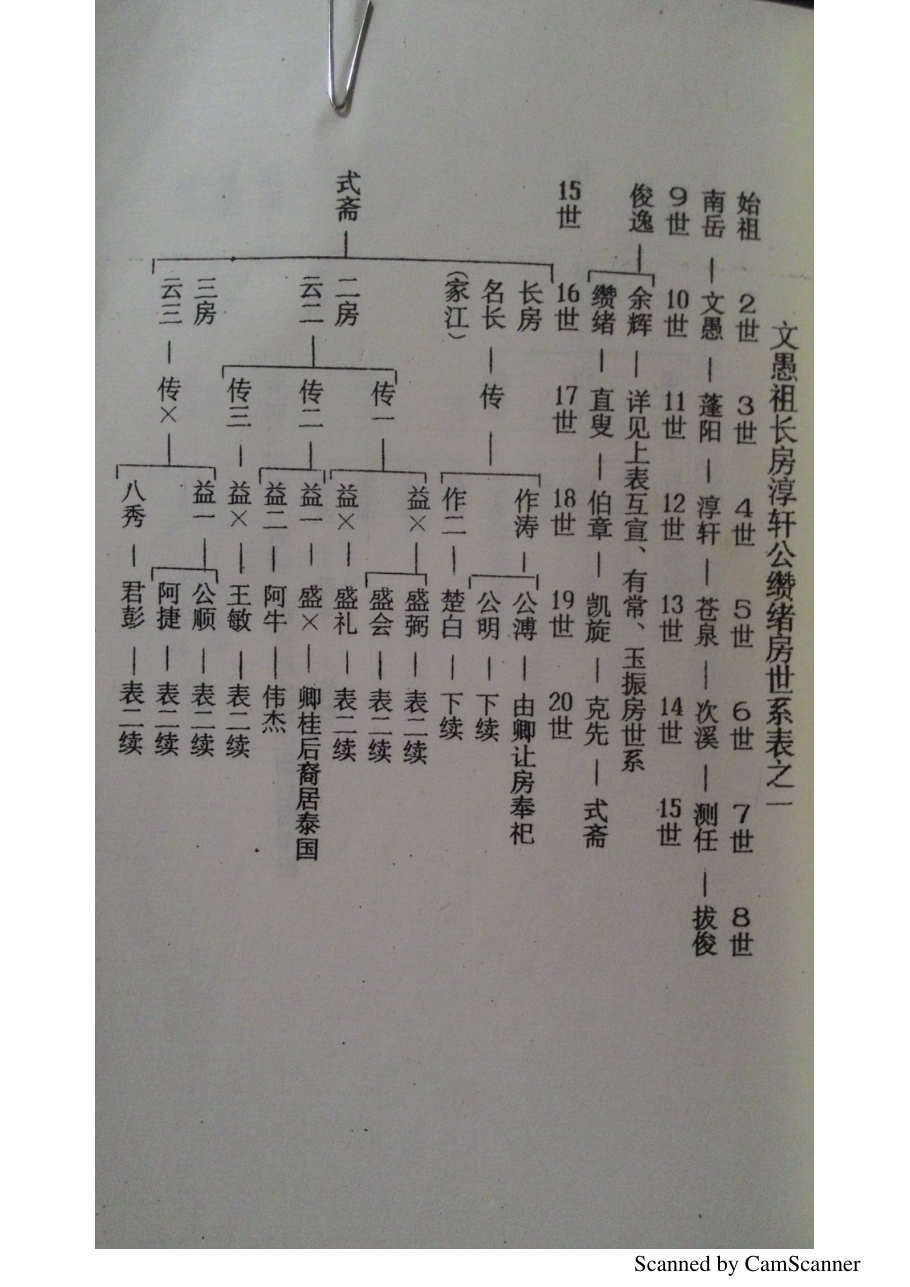 文愚祖长房淳轩公缵绪房世系表之一
始祖 2世 3世 4世 5世 6世 7世 8世
南岳—文愚—蓬阳—淳轩—苍泉—次溪—测任—拔俊
9世 10世 11世 12世 13世 14世 15世
俊逸 余辉—详见上表互宣、有常、玉振房世系
缵绪—直叟—伯章—凯旋—克先—式斋
15世 16世 17世 18世 19世 20世
长房 作涛 公溥—由卿让房奉祀
名长—传 公明—下续
(家江) 作二—楚白—下续
益× 盛弼—表二续
传一 盛会—表二续
式斋 益×—盛礼—表二续
二房 益一—盛×—卿桂后裔居泰国
云二 传二 益二—阿牛—伟杰
传三—益×—王敏—表二续
三房 益一 公顺—表二续
云三—传× 阿捷—表二续
八秀—君彭—表二续
Scanned by CamScanner